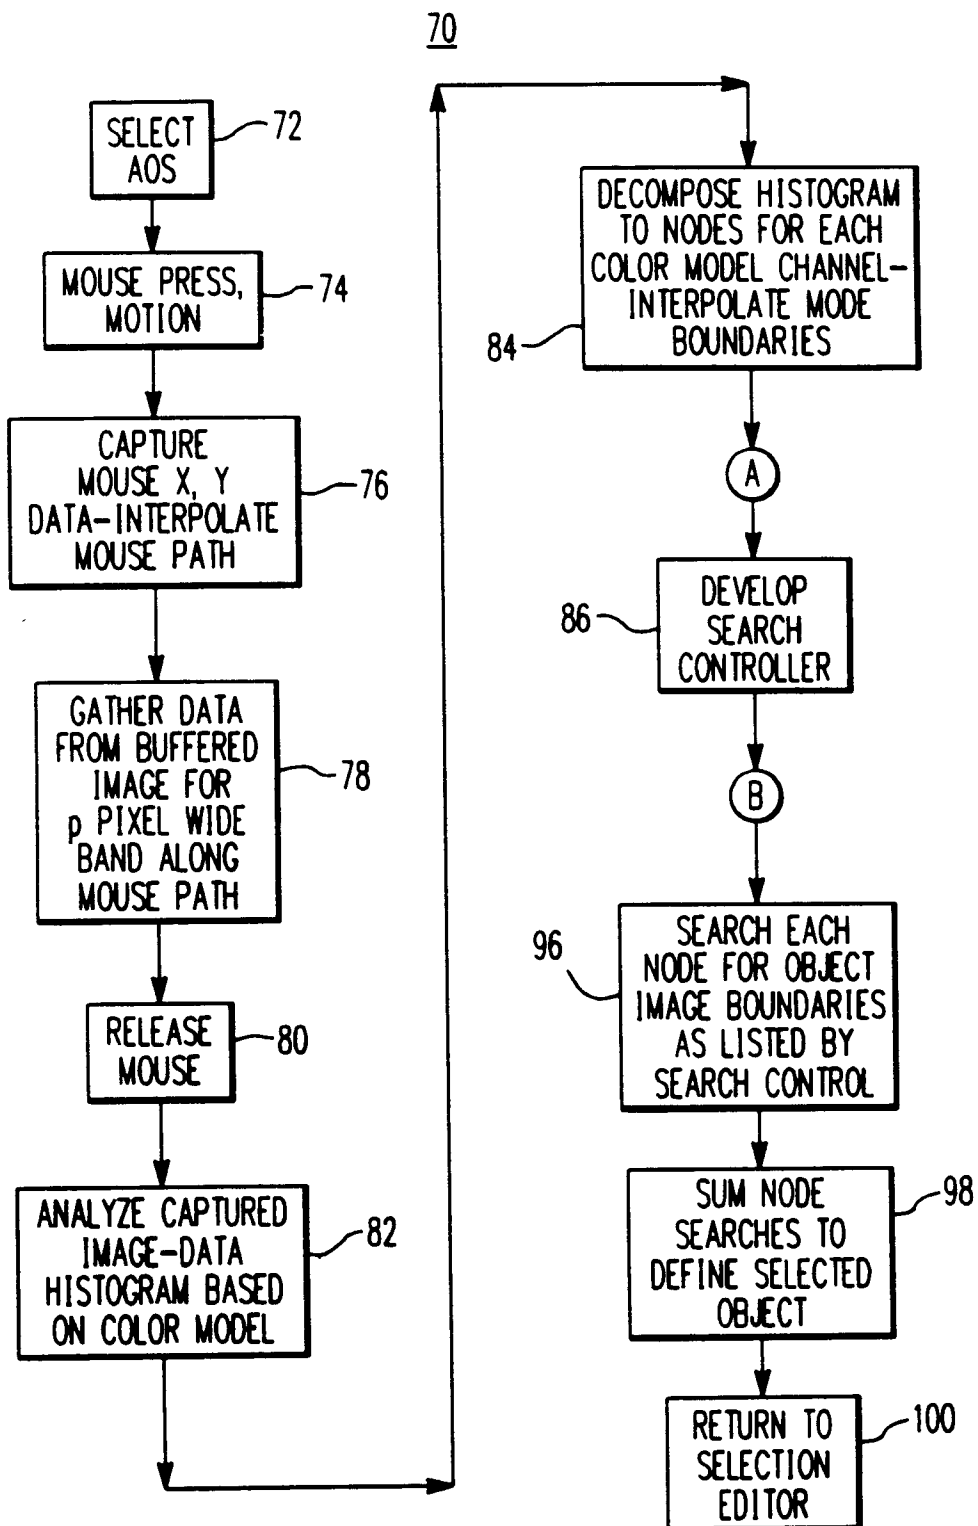 70
SELECT
AOS
72
MOUSE PRESS,
MOTION
74
CAPTURE
MOUSE X, Y
DATA-INTERPOLATE
MOUSE PATH
76
GATHER DATA
FROM BUFFERED
IMAGE FOR
p PIXEL WIDE
BAND ALONG
MOUSE PATH
78
RELEASE
MOUSE
80
ANALYZE CAPTURED
IMAGE-DATA
HISTOGRAM BASED
ON COLOR MODEL
82
DECOMPOSE HISTOGRAM
TO NODES FOR EACH
COLOR MODEL CHANNEL-
INTERPOLATE MODE
BOUNDARIES
84
A
DEVELOP
SEARCH
CONTROLLER
86
B
SEARCH EACH
NODE FOR OBJECT
IMAGE BOUNDARIES
AS LISTED BY
SEARCH CONTROL
96
SUM NODE
SEARCHES TO
DEFINE SELECTED
OBJECT
98
RETURN TO
SELECTION
EDITOR
100